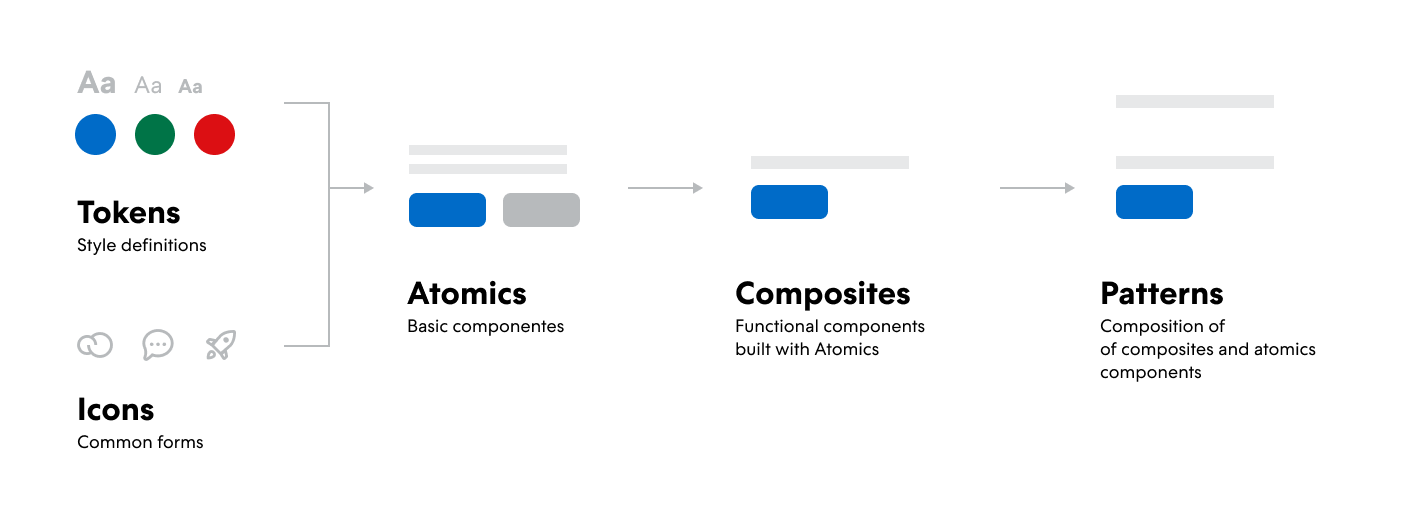 Aa Aa Aa
Tokens
Style definitions
Icons
Common forms
Atomics
Basic componentes
Composites
Functional components
built with Atomics
Patterns
Composition of
of composites and atomics
components